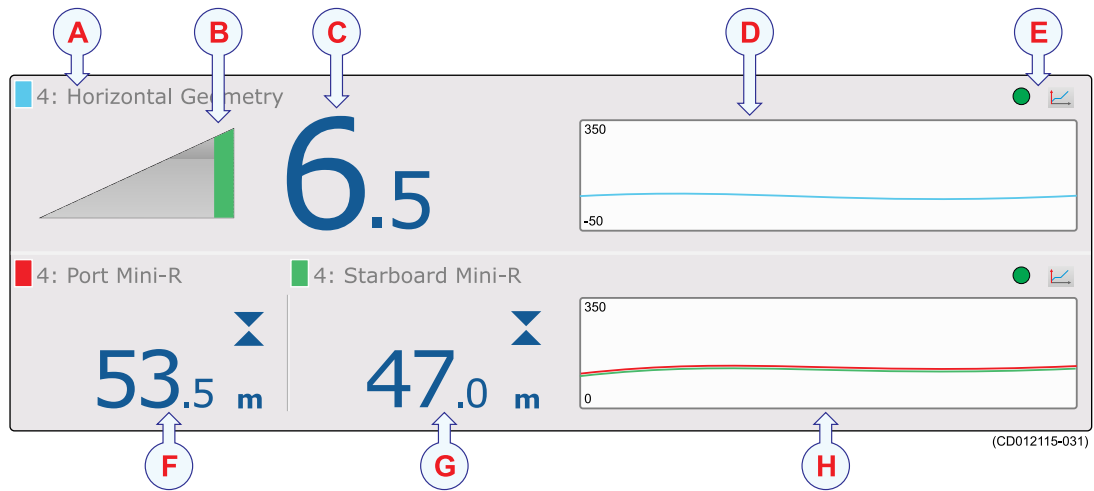 A B C D E
4: Horizontal Geometry
6.5
350
-50
4: Port Mini-R
4: Starboard Mini-R
53.5 m
47.0 m
350
0
(CD012115-031)
F G H